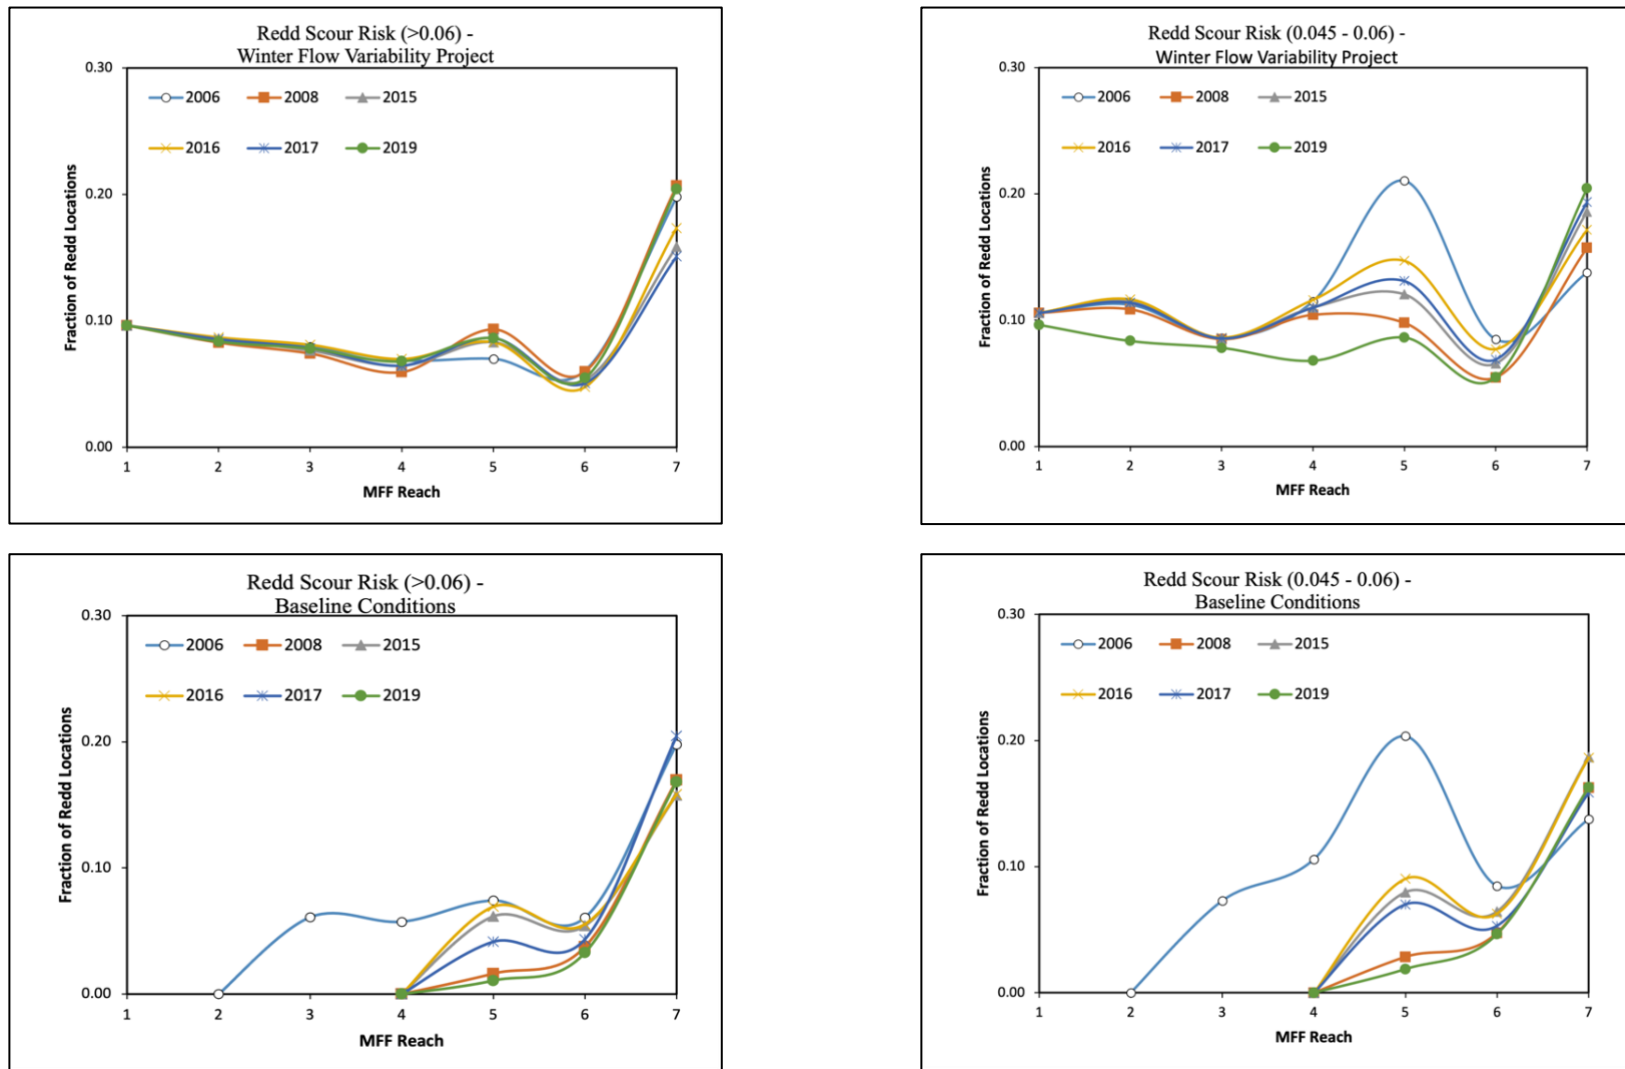 Redd Scour Risk (>0.06) -
Winter Flow Variability Project
0.30
2006 2008 2015
2016 2017 2019
0.20
0.10
0.00
Fraction of Redd Locations
1 2 3 4 5 6 7
MFF Reach
Redd Scour Risk (0.045 - 0.06) -
Winter Flow Variability Project
0.30
2006 2008 2015
2016 2017 2019
0.20
0.10
0.00
Fraction of Redd Locations
1 2 3 4 5 6 7
MFF Reach
Redd Scour Risk (>0.06) -
Baseline Conditions
0.30
2006 2008 2015
2016 2017 2019
0.20
0.10
0.00
Fraction of Redd Locations
1 2 3 4 5 6 7
MFF Reach
Redd Scour Risk (0.045 - 0.06) -
Baseline Conditions
0.30
2006 2008 2015
2016 2017 2019
0.20
0.10
0.00
Fraction of Redd Locations
1 2 3 4 5 6 7
MFF Reach